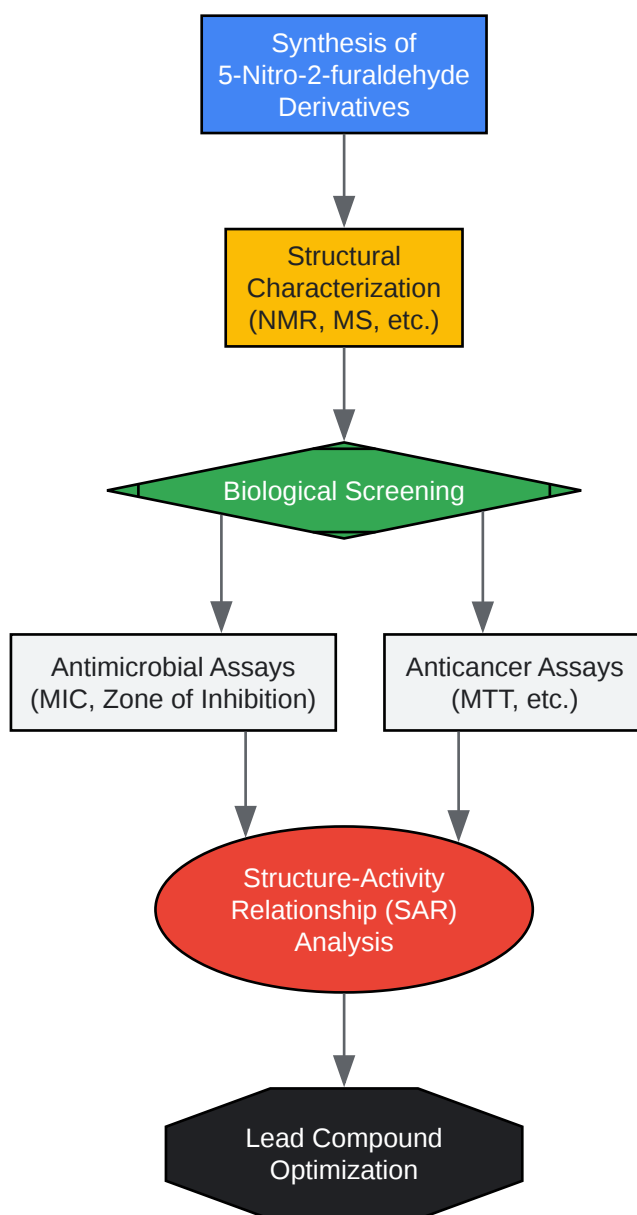 Synthesis of
5-Nitro-2-furaldehyde
Derivatives
Structural
Characterization
(NMR, MS, etc.)
Biological Screening
Antimicrobial Assays
(MIC, Zone of Inhibition)
Anticancer Assays
(MTT, etc.)
Structure-Activity
Relationship (SAR)
Analysis
Lead Compound
Optimization